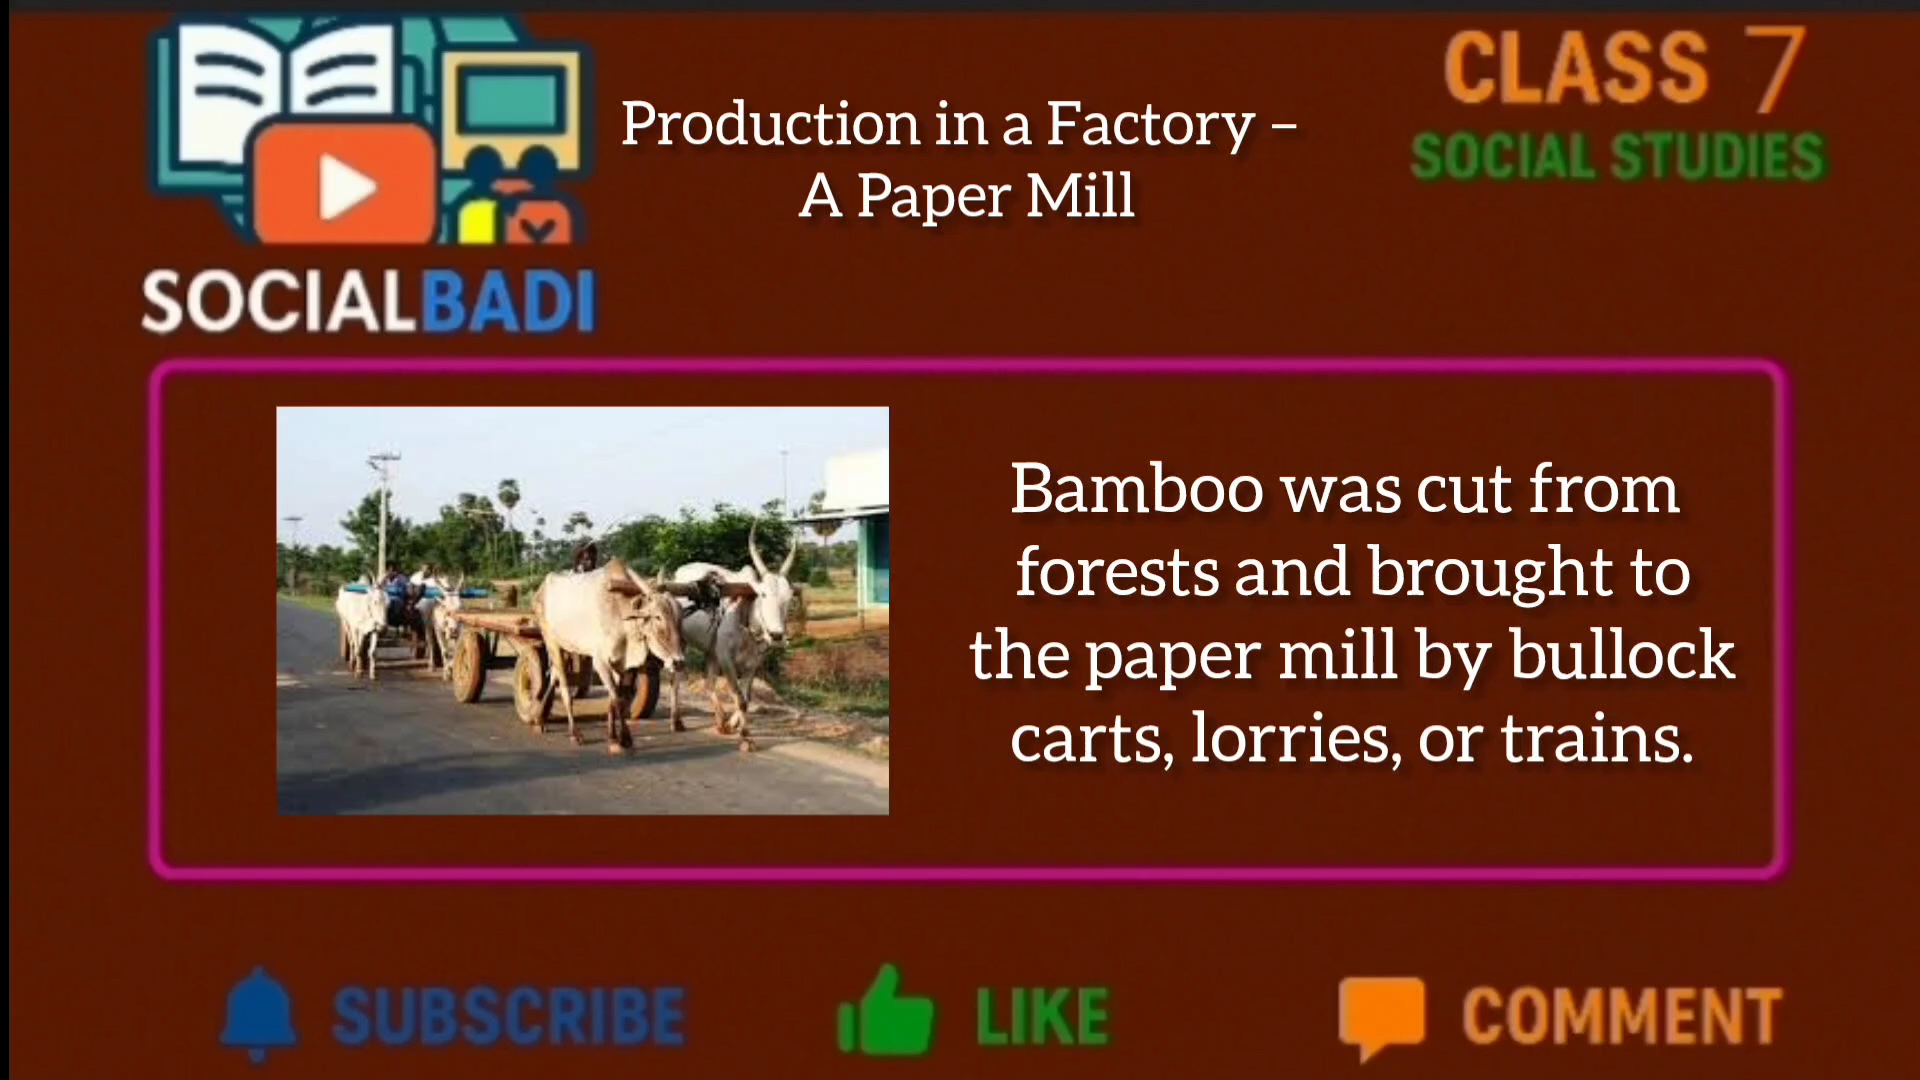 Production in a Factory –
A Paper Mill
CLASS 7
SOCIAL STUDIES
SOCIALBADI
Bamboo was cut from
forests and brought to
the paper mill by bullock
carts, lorries, or trains.
SUBSCRIBE
LIKE
COMMENT